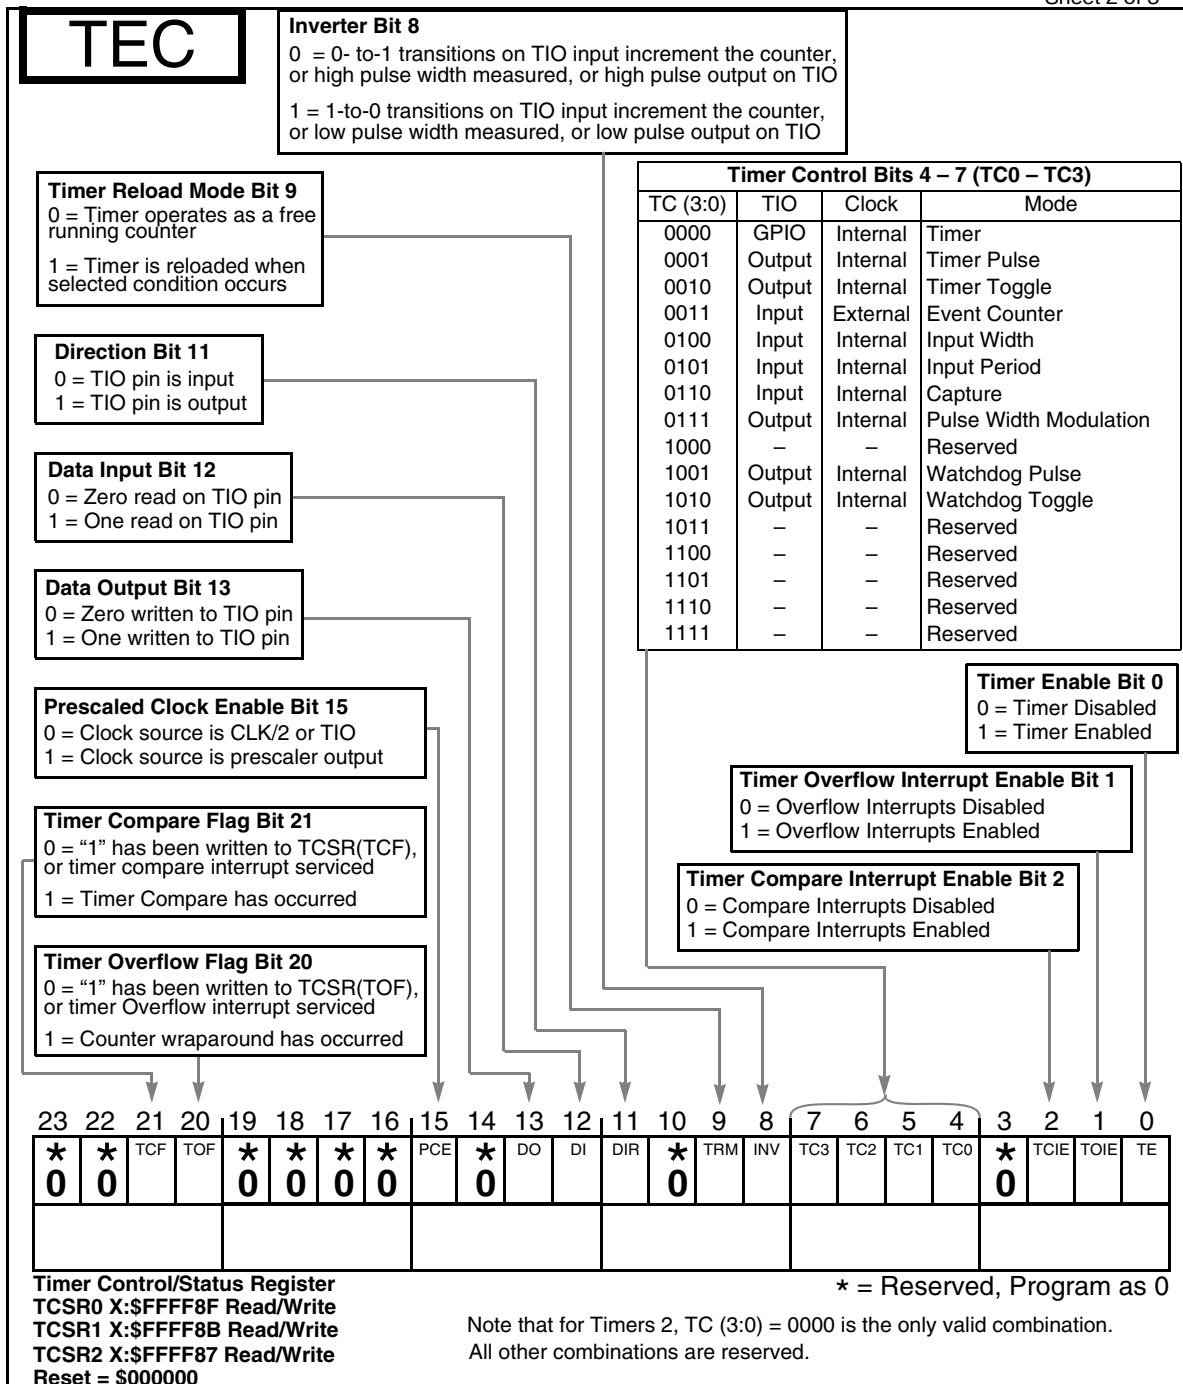 Sheet 2 of 3
TEC
Inverter Bit 8
0 = 0- to-1 transitions on TIO input increment the counter,
or high pulse width measured, or high pulse output on TIO
1 = 1-to-0 transitions on TIO input increment the counter,
or low pulse width measured, or low pulse output on TIO
Timer Reload Mode Bit 9
0 = Timer operates as a free
running counter
1 = Timer is reloaded when
selected condition occurs
Direction Bit 11
0 = TIO pin is input
1 = TIO pin is output
Data Input Bit 12
0 = Zero read on TIO pin
1 = One read on TIO pin
Data Output Bit 13
0 = Zero written to TIO pin
1 = One written to TIO pin
Prescaled Clock Enable Bit 15
0 = Clock source is CLK/2 or TIO
1 = Clock source is prescaler output
Timer Compare Flag Bit 21
0 = “1” has been written to TCSR(TCF),
or timer compare interrupt serviced
1 = Timer Compare has occurred
Timer Overflow Flag Bit 20
0 = “1” has been written to TCSR(TOF),
or timer Overflow interrupt serviced
1 = Counter wraparound has occurred
Timer Control Bits 4 – 7 (TC0 – TC3)
TC (3:0) TIO Clock Mode
0000 GPIO Internal Timer
0001 Output Internal Timer Pulse
0010 Output Internal Timer Toggle
0011 Input External Event Counter
0100 Input Internal Input Width
0101 Input Internal Input Period
0110 Input Internal Capture
0111 Output Internal Pulse Width Modulation
1000 – – Reserved
1001 Output Internal Watchdog Pulse
1010 Output Internal Watchdog Toggle
1011 – – Reserved
1100 – – Reserved
1101 – – Reserved
1110 – – Reserved
1111 – – Reserved
Timer Enable Bit 0
0 = Timer Disabled
1 = Timer Enabled
Timer Overflow Interrupt Enable Bit 1
0 = Overflow Interrupts Disabled
1 = Overflow Interrupts Enabled
Timer Compare Interrupt Enable Bit 2
0 = Compare Interrupts Disabled
1 = Compare Interrupts Enabled
23 22 21 20 19 18 17 16 15 14 13 12 11 10 9 8 7 6 5 4 3 2 1 0
* * TCF TOF * * * * PCE * DO DI DIR * TRM INV TC3 TC2 TC1 TC0 * TCIE TOIE TE
0 0 0 0 0 0 0 0 0
Timer Control/Status Register
TCSR0 X:$FFFF8F Read/Write
TCSR1 X:$FFFF8B Read/Write
TCSR2 X:$FFFF87 Read/Write
Reset = $000000
* = Reserved, Program as 0
Note that for Timers 2, TC (3:0) = 0000 is the only valid combination.
All other combinations are reserved.